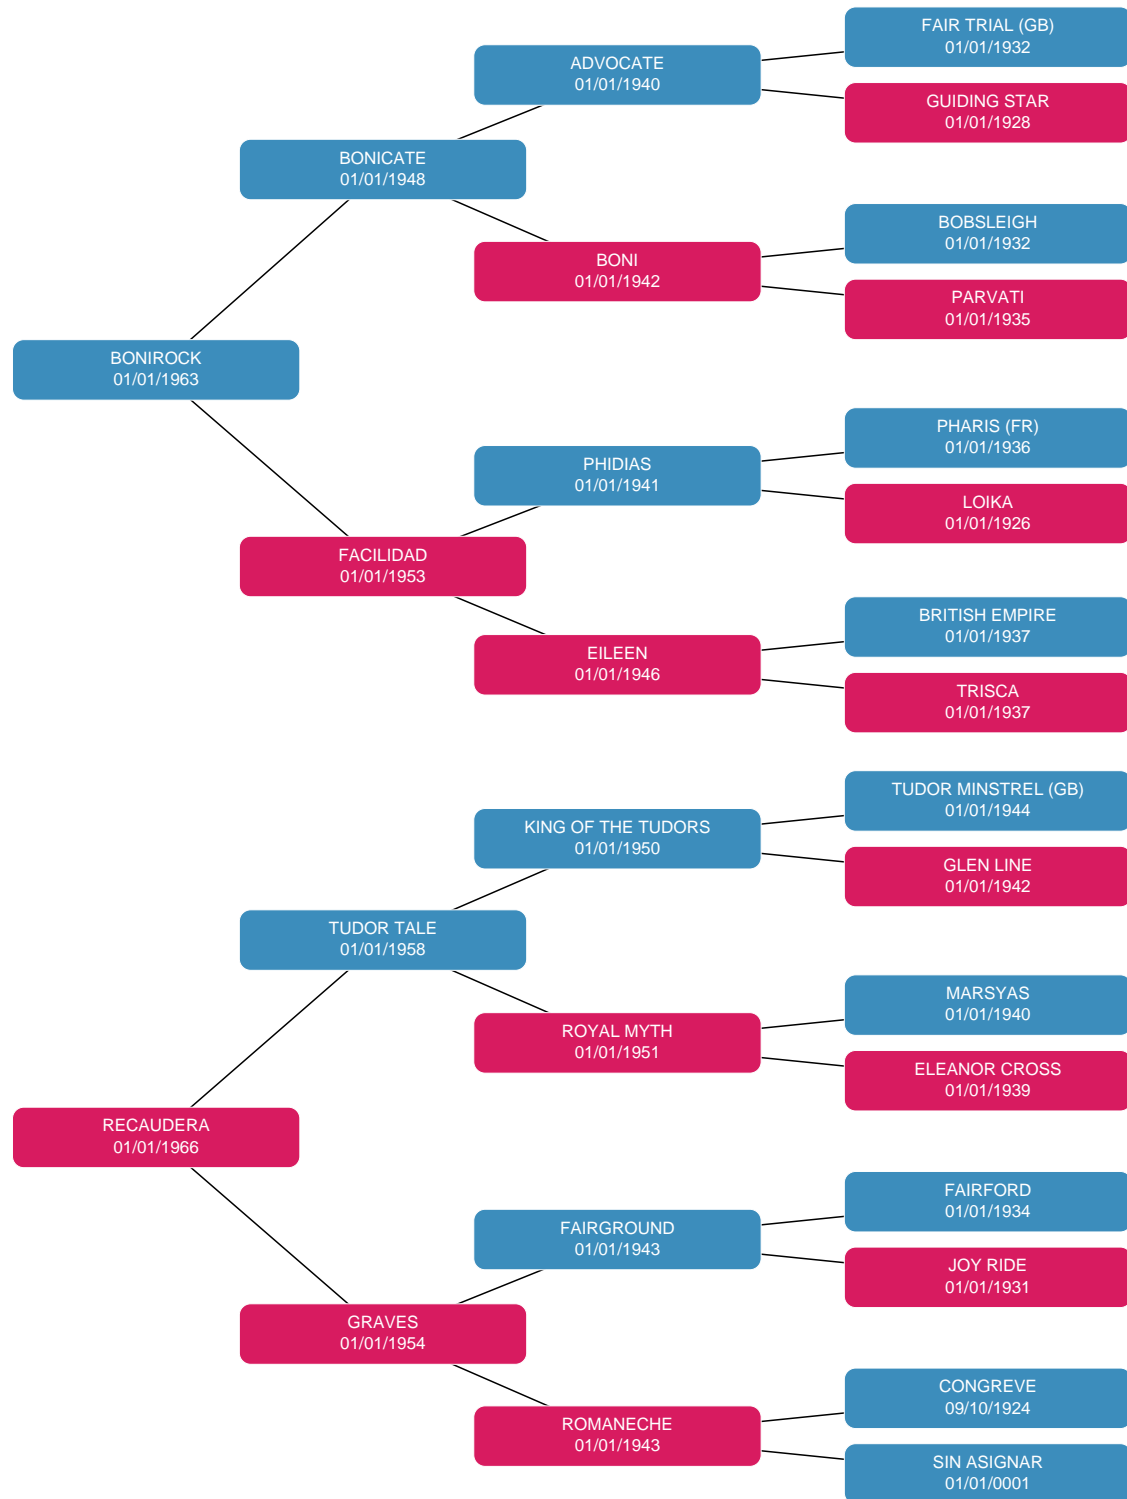 FAIR TRIAL (GB)
01/01/1932
ADVOCATE
01/01/1940
GUIDING STAR
01/01/1928
BONICATE
01/01/1948
BOBSLEIGH
01/01/1932
BONI
01/01/1942
PARVATI
01/01/1935
BONIROCK
01/01/1963
PHARIS (FR)
01/01/1936
PHIDIAS
01/01/1941
LOIKA
01/01/1926
FACILIDAD
01/01/1953
BRITISH EMPIRE
01/01/1937
EILEEN
01/01/1946
TRISCA
01/01/1937
TUDOR MINSTREL (GB)
01/01/1944
KING OF THE TUDORS
01/01/1950
GLEN LINE
01/01/1942
TUDOR TALE
01/01/1958
MARSYAS
01/01/1940
ROYAL MYTH
01/01/1951
ELEANOR CROSS
01/01/1939
RECAUDERA
01/01/1966
FAIRFORD
01/01/1934
FAIRGROUND
01/01/1943
JOY RIDE
01/01/1931
GRAVES
01/01/1954
CONGREVE
09/10/1924
ROMANECHE
01/01/1943
SIN ASIGNAR
01/01/0001